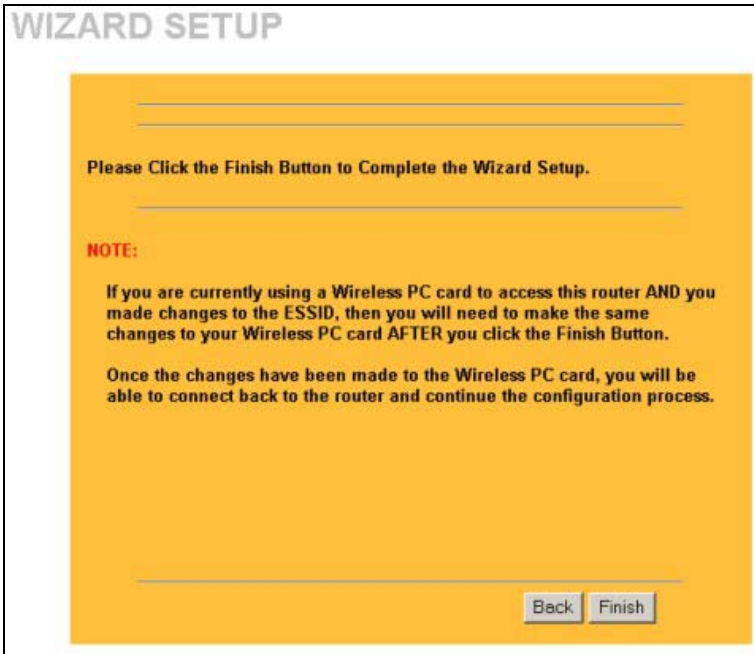 WIZARD SETUP
Please Click the Finish Button to Complete the Wizard Setup.
NOTE:
If you are currently using a Wireless PC card to access this router AND you
made changes to the ESSID, then you will need to make the same
changes to your Wireless PC card AFTER you click the Finish Button.
Once the changes have been made to the Wireless PC card, you will be
able to connect back to the router and continue the configuration process.
Back Finish